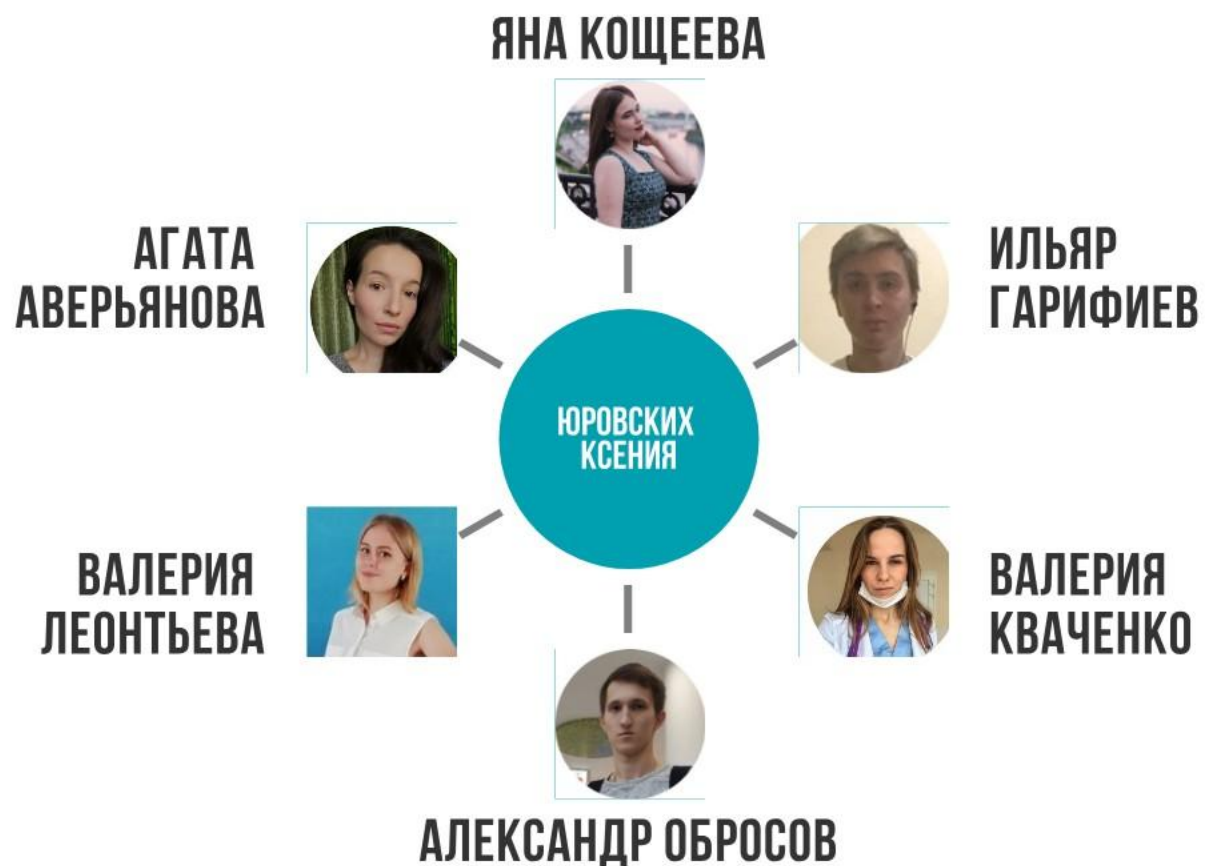 ЯНА КОЩЕЕВА
АГАТА
АВЕРЬЯНОВА
ИЛЬЯР
ГАРИФИЕВ
ЮРОВСКИХ
КСЕНИЯ
ВАЛЕРИЯ
ЛЕОНТЬЕВА
ВАЛЕРИЯ
КВАЧЕНКО
АЛЕКСАНДР ОБРОСОВ